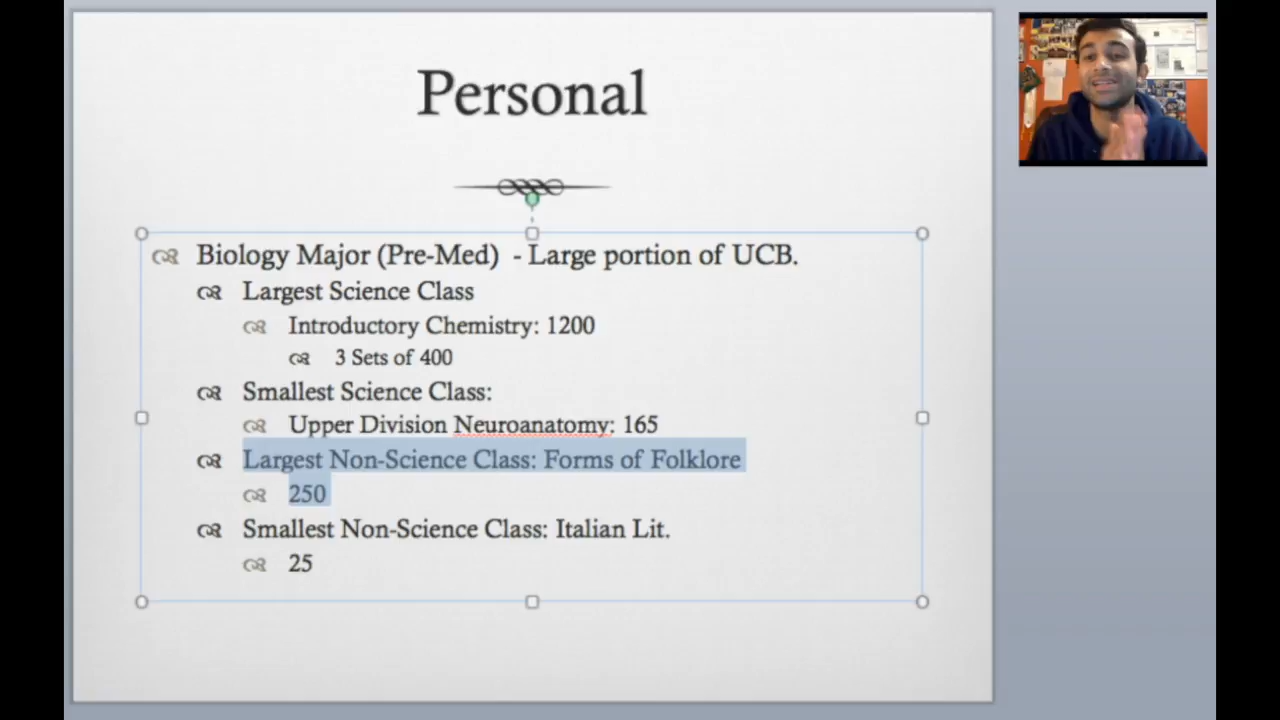 Personal
Biology Major (Pre-Med) - Large portion of UCB.
Largest Science Class
Introductory Chemistry: 1200
3 Sets of 400
Smallest Science Class:
Upper Division Neuroanatomy: 165
Largest Non-Science Class: Forms of Folklore
250
Smallest Non-Science Class: Italian Lit.
25